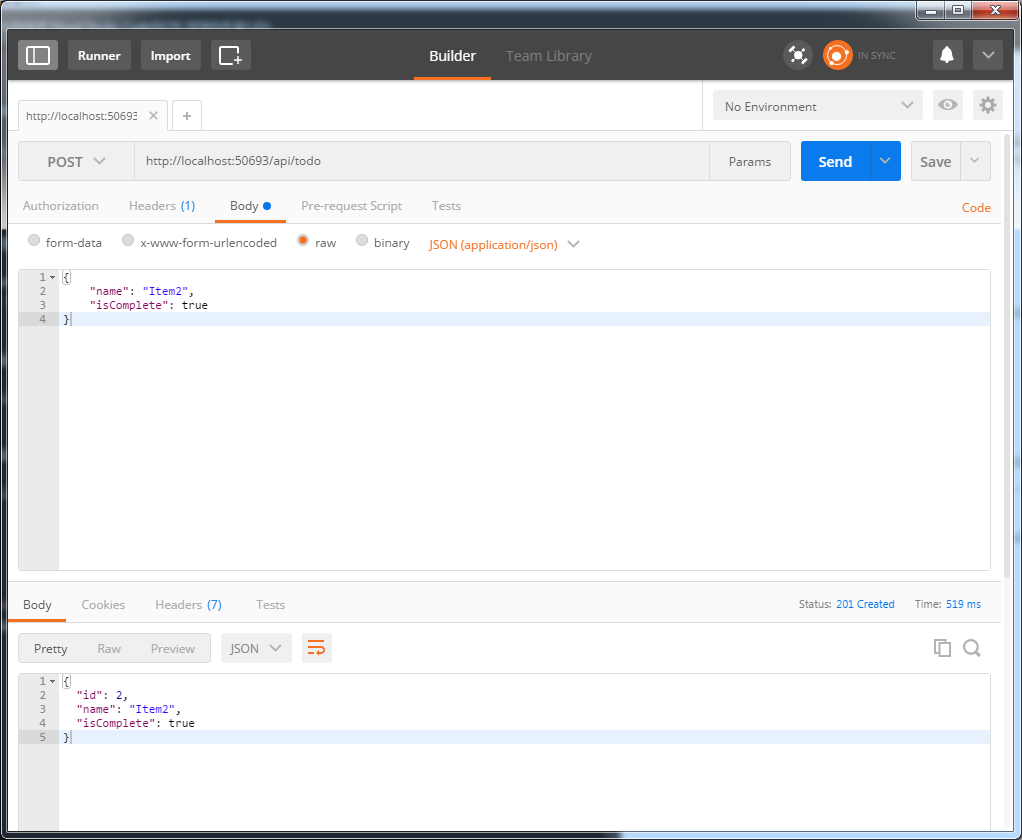 Runner Import Builder Team Library IN SYNC
http://localhost:50693 No Environment
POST http://localhost:50693/api/todo Params Send Save
Authorization Headers (1) Body Pre-request Script Tests Code
form-data x-www-form-urlencoded raw binary JSON (application/json)
1 {
2 "name": "Item2",
3 "isComplete": true
4 }
Body Cookies Headers (7) Tests Status: 201 Created Time: 519 ms
Pretty Raw Preview JSON
1 {
2 "id": 2,
3 "name": "Item2",
4 "isComplete": true
5 }